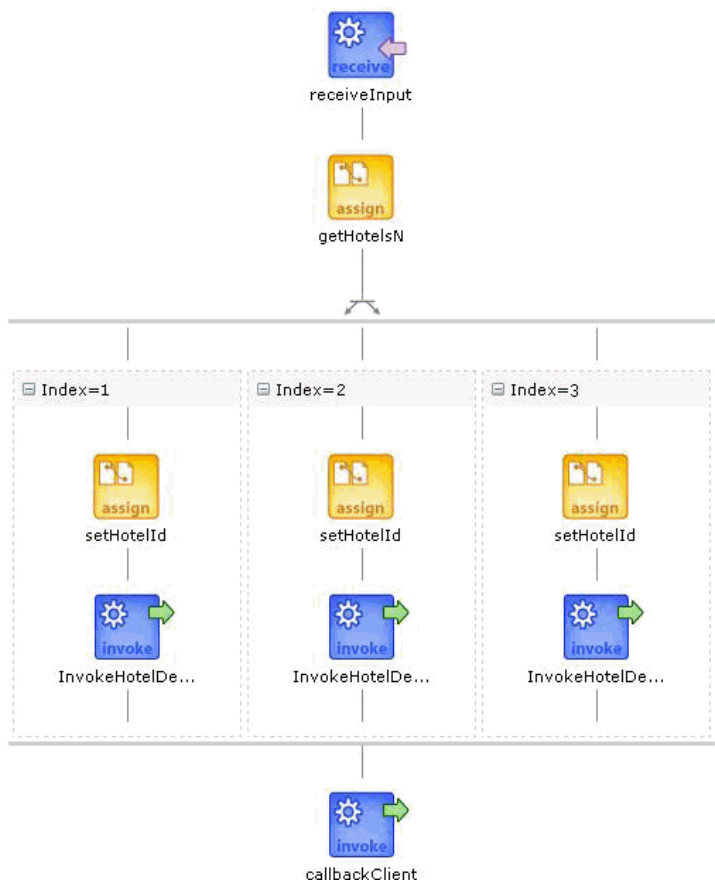 receive
receiveInput
assign
getHotelsN
Index=1
Index=2
Index=3
assign
assign
assign
setHotelId
setHotelId
setHotelId
invoke
invoke
invoke
InvokeHotelDe...
InvokeHotelDe...
InvokeHotelDe...
invoke
callbackClient